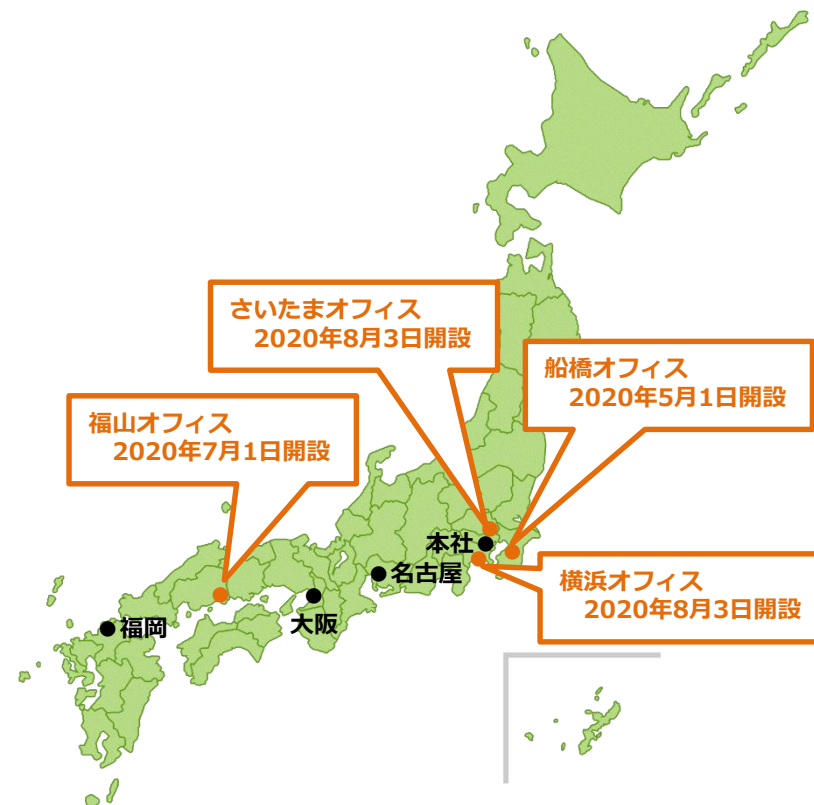 さいたまオフィス
2020年8月3日開設
船橋オフィス
2020年5月1日開設
福山オフィス
2020年7月1日開設
本社
名古屋
横浜オフィス
2020年8月3日開設
大阪
福岡